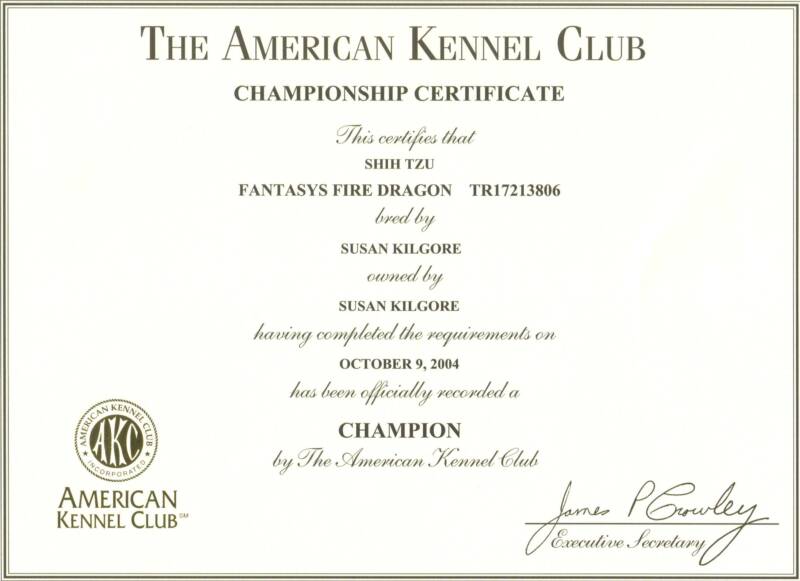 THE AMERICAN KENNEL CLUB
CHAMPIONSHIP CERTIFICATE
This certifies that
SHIH TZU
FANTASYS FIRE DRAGON TR17213806
bred by
SUSAN KILGORE
owned by
SUSAN KILGORE
having completed the requirements on
OCTOBER 9, 2004
has been officially recorded a
CHAMPION
by The American Kennel Club
AMERICAN KENNEL CLUB
AKC
INCORPORATED
AMERICAN
KENNEL CLUB℠
James P Crowley
Executive Secretary